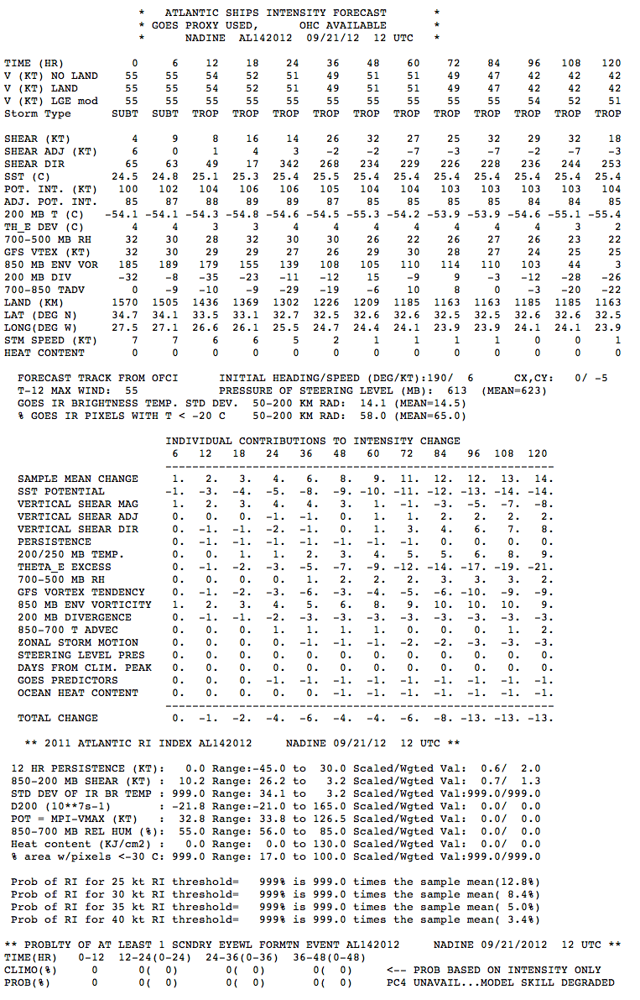 * ATLANTIC SHIPS INTENSITY FORECAST *
* GOES PROXY USED, OHC AVAILABLE *
* NADINE AL142012 09/21/12 12 UTC *
TIME (HR) 0 6 12 18 24 36 48 60 72 84 96 108 120
V (KT) NO LAND 55 55 54 52 51 49 51 51 49 47 42 42 42
V (KT) LAND 55 55 54 52 51 49 51 51 49 47 42 42 42
V (KT) LGE mod 55 55 55 55 55 55 55 55 55 55 54 52 51
Storm Type SUBT SUBT TROP TROP TROP TROP TROP TROP TROP TROP TROP TROP TROP
SHEAR (KT) 4 9 8 16 14 26 32 27 25 32 29 32 18
SHEAR ADJ (KT) 6 0 1 4 3 -2 -2 -7 -3 -7 -2 -7 -3
SHEAR DIR 65 63 49 17 342 268 234 229 226 228 236 244 253
SST (C) 24.5 24.8 25.1 25.3 25.4 25.5 25.4 25.4 25.4 25.4 25.4 25.4 25.4
POT. INT. (KT) 100 102 104 106 106 105 104 104 103 103 103 103 104
ADJ. POT. INT. 85 87 88 89 89 87 85 85 85 85 84 84 85
200 MB T (C) -54.1 -54.1 -54.3 -54.8 -54.6 -54.5 -55.3 -54.2 -53.9 -53.9 -54.6 -55.1 -55.4
TH_E DEV (C) 4 4 3 3 4 4 4 4 4 4 4 3 2
700-500 MB RH 32 30 28 32 30 30 26 22 26 27 26 23 22
GFS VTEX (KT) 32 30 29 29 27 26 29 30 28 27 24 25 25
850 MB ENV VOR 185 189 179 155 139 108 105 110 114 110 103 44 3
200 MB DIV -32 -8 -35 -23 -11 -12 15 -9 9 -3 -12 -28 -26
700-850 TADV 0 -9 -10 -9 -29 -19 -6 10 8 0 -3 -20 -22
LAND (KM) 1570 1505 1436 1369 1302 1226 1209 1185 1163 1163 1185 1185 1163
LAT (DEG N) 34.7 34.1 33.5 33.1 32.7 32.5 32.6 32.5 32.5 32.5 32.6 32.6 32.5
LONG(DEG W) 27.5 27.1 26.6 26.1 25.5 24.7 24.4 24.1 23.9 23.9 24.1 24.1 23.9
STM SPEED (KT) 7 7 6 6 5 2 1 1 1 1 0 0 1
HEAT CONTENT 0 0 0 0 0 0 0 0 0 0 0 0 0
FORECAST TRACK FROM OFCI INITIAL HEADING/SPEED (DEG/KT):190/ 6 CX,CY: 0/ -5
T-12 MAX WIND: 55 PRESSURE OF STEERING LEVEL (MB): 613 (MEAN=623)
GOES IR BRIGHTNESS TEMP. STD DEV. 50-200 KM RAD: 14.1 (MEAN=14.5)
% GOES IR PIXELS WITH T < -20 C 50-200 KM RAD: 58.0 (MEAN=65.0)
INDIVIDUAL CONTRIBUTIONS TO INTENSITY CHANGE
6 12 18 24 36 48 60 72 84 96 108 120
----------------------------------------------------------
SAMPLE MEAN CHANGE 1. 2. 3. 4. 6. 8. 9. 11. 12. 12. 13. 14.
SST POTENTIAL -1. -3. -4. -5. -8. -9. -10. -11. -12. -13. -14. -14.
VERTICAL SHEAR MAG 1. 2. 3. 4. 4. 3. 1. -1. -3. -5. -7. -8.
VERTICAL SHEAR ADJ 0. 0. 0. -1. -1. 0. 1. 1. 2. 2. 2. 2.
VERTICAL SHEAR DIR 0. -1. -1. -2. -1. 0. 1. 3. 4. 6. 7. 8.
PERSISTENCE 0. -1. -1. -1. -1. -1. -1. 0. 0. 0. 0. 0.
200/250 MB TEMP. 0. 0. 1. 1. 2. 3. 4. 5. 5. 6. 8. 9.
THETA_E EXCESS 0. -1. -2. -3. -5. -7. -9. -12. -14. -17. -19. -21.
700-500 MB RH 0. 0. 0. 0. 1. 2. 2. 2. 3. 3. 3. 2.
GFS VORTEX TENDENCY 0. -1. -2. -3. -6. -3. -4. -5. -6. -10. -9. -9.
850 MB ENV VORTICITY 1. 2. 3. 4. 5. 6. 8. 9. 10. 10. 10. 9.
200 MB DIVERGENCE 0. -1. -1. -2. -3. -3. -3. -3. -3. -3. -3. -3.
850-700 T ADVEC 0. 0. 0. 1. 1. 1. 1. 0. 0. 0. 1. 2.
ZONAL STORM MOTION 0. 0. 0. 0. -1. -1. -1. -2. -2. -3. -3. -3.
STEERING LEVEL PRES 0. 0. 0. 0. 0. 0. 0. 0. 0. 0. 0. 0.
DAYS FROM CLIM. PEAK 0. 0. 0. 0. 0. 0. 0. 0. 0. 0. 0. 0.
GOES PREDICTORS 0. 0. 0. -1. -1. -1. -1. -1. -1. -1. -1. -1.
OCEAN HEAT CONTENT 0. 0. 0. 0. 0. -1. -1. -1. -1. -1. -1. -1.
----------------------------------------------------------
TOTAL CHANGE 0. -1. -2. -4. -6. -4. -4. -6. -8. -13. -13. -13.
** 2011 ATLANTIC RI INDEX AL142012 NADINE 09/21/12 12 UTC **
12 HR PERSISTENCE (KT): 0.0 Range:-45.0 to 30.0 Scaled/Wgted Val: 0.6/ 2.0
850-200 MB SHEAR (KT) : 10.2 Range: 26.2 to 3.2 Scaled/Wgted Val: 0.7/ 1.3
STD DEV OF IR BR TEMP : 999.0 Range: 34.1 to 3.2 Scaled/Wgted Val:999.0/999.0
D200 (10**7s-1) : -21.8 Range:-21.0 to 165.0 Scaled/Wgted Val: 0.0/ 0.0
POT = MPI-VMAX (KT) : 32.8 Range: 33.8 to 126.5 Scaled/Wgted Val: 0.0/ 0.0
850-700 MB REL HUM (%): 55.0 Range: 56.0 to 85.0 Scaled/Wgted Val: 0.0/ 0.0
Heat content (KJ/cm2) : 0.0 Range: 0.0 to 130.0 Scaled/Wgted Val: 0.0/ 0.0
% area w/pixels <-30 C: 999.0 Range: 17.0 to 100.0 Scaled/Wgted Val:999.0/999.0
Prob of RI for 25 kt RI threshold= 999% is 999.0 times the sample mean(12.8%)
Prob of RI for 30 kt RI threshold= 999% is 999.0 times the sample mean( 8.4%)
Prob of RI for 35 kt RI threshold= 999% is 999.0 times the sample mean( 5.0%)
Prob of RI for 40 kt RI threshold= 999% is 999.0 times the sample mean( 3.4%)
** PROBLTY OF AT LEAST 1 SCNDRY EYEWL FORMTN EVENT AL142012 NADINE 09/21/2012 12 UTC **
TIME(HR) 0-12 12-24(0-24) 24-36(0-36) 36-48(0-48)
CLIMO(%) 0 0( 0) 0( 0) 0( 0) <-- PROB BASED ON INTENSITY ONLY
PROB(%) 0 0( 0) 0( 0) 0( 0) PC4 UNAVAIL...MODEL SKILL DEGRADED